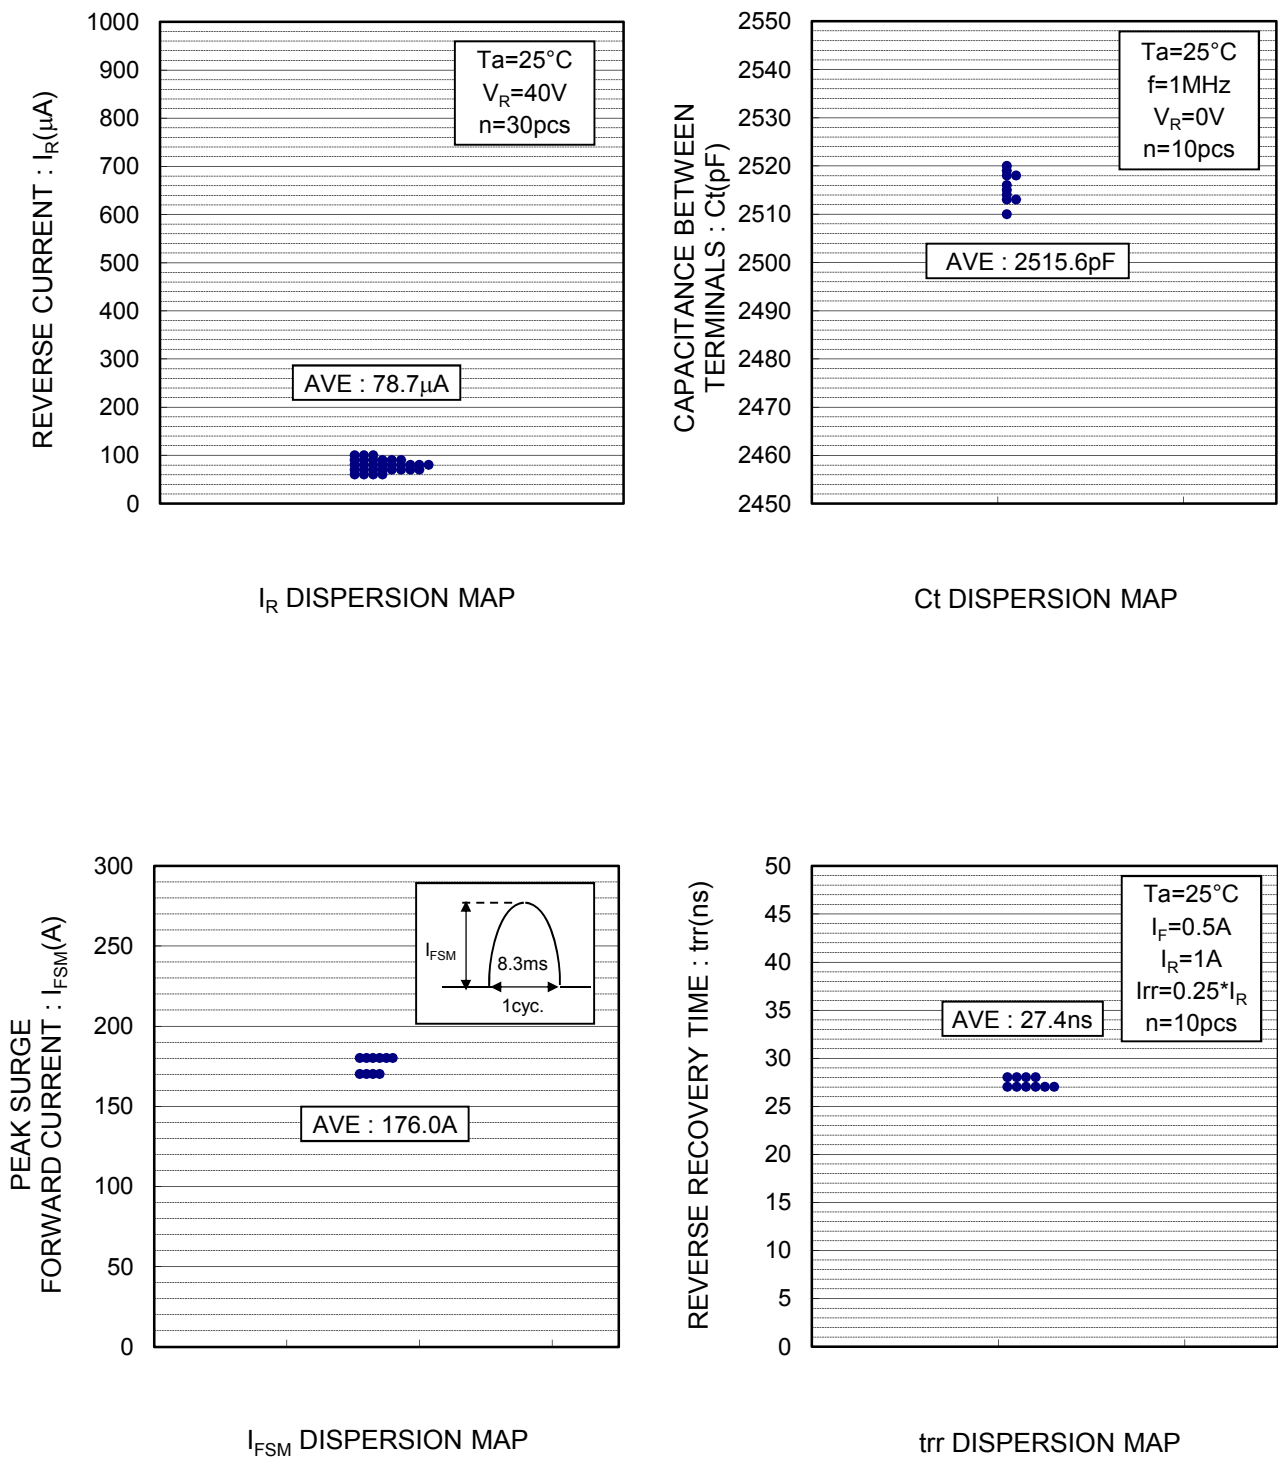 REVERSE CURRENT : IR(μA)
1000
900
800
700
600
500
400
300
200
100
0
Ta=25°C
VR=40V
n=30pcs
AVE : 78.7μA
IR DISPERSION MAP
CAPACITANCE BETWEEN
TERMINALS : Ct(pF)
2550
2540
2530
2520
2510
2500
2490
2480
2470
2460
2450
Ta=25°C
f=1MHz
VR=0V
n=10pcs
AVE : 2515.6pF
Ct DISPERSION MAP
PEAK SURGE
FORWARD CURRENT : IFSM(A)
300
250
200
150
100
50
0
IFSM
8.3ms
1cyc.
AVE : 176.0A
IFSM DISPERSION MAP
REVERSE RECOVERY TIME : trr(ns)
50
45
40
35
30
25
20
15
10
5
0
Ta=25°C
IF=0.5A
IR=1A
Irr=0.25*IR
n=10pcs
AVE : 27.4ns
trr DISPERSION MAP